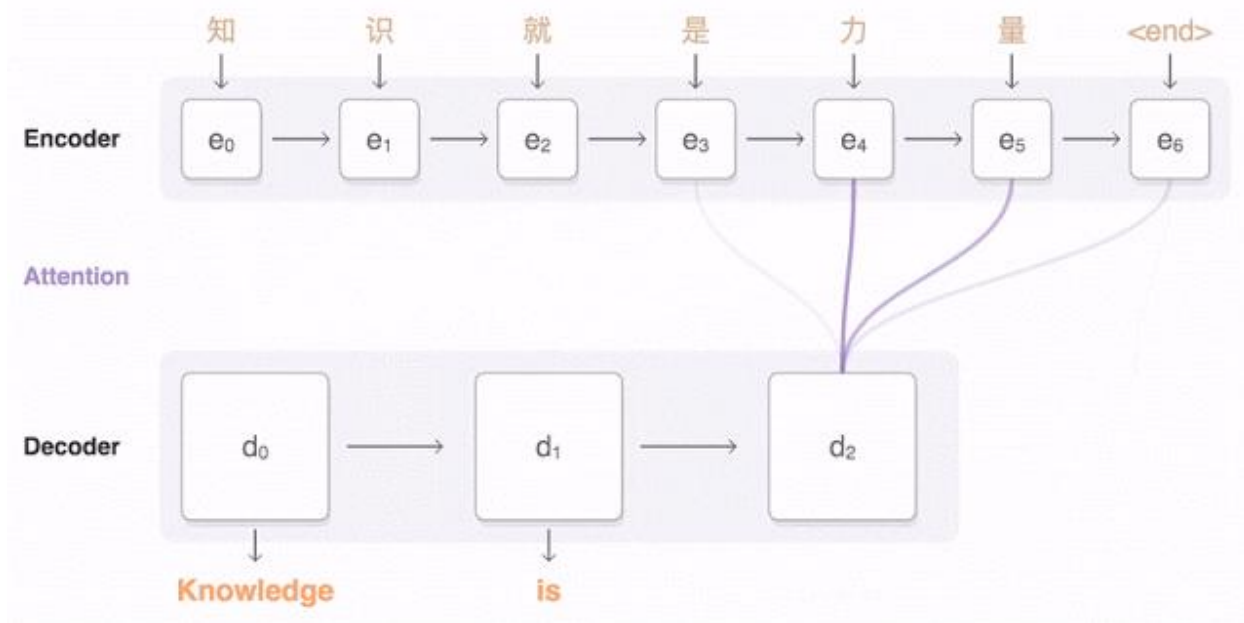 知 识 就 是 力 量 <end>
Encoder e₀ e₁ e₂ e₃ e₄ e₅ e₆
Attention
Decoder d₀ d₁ d₂
Knowledge is